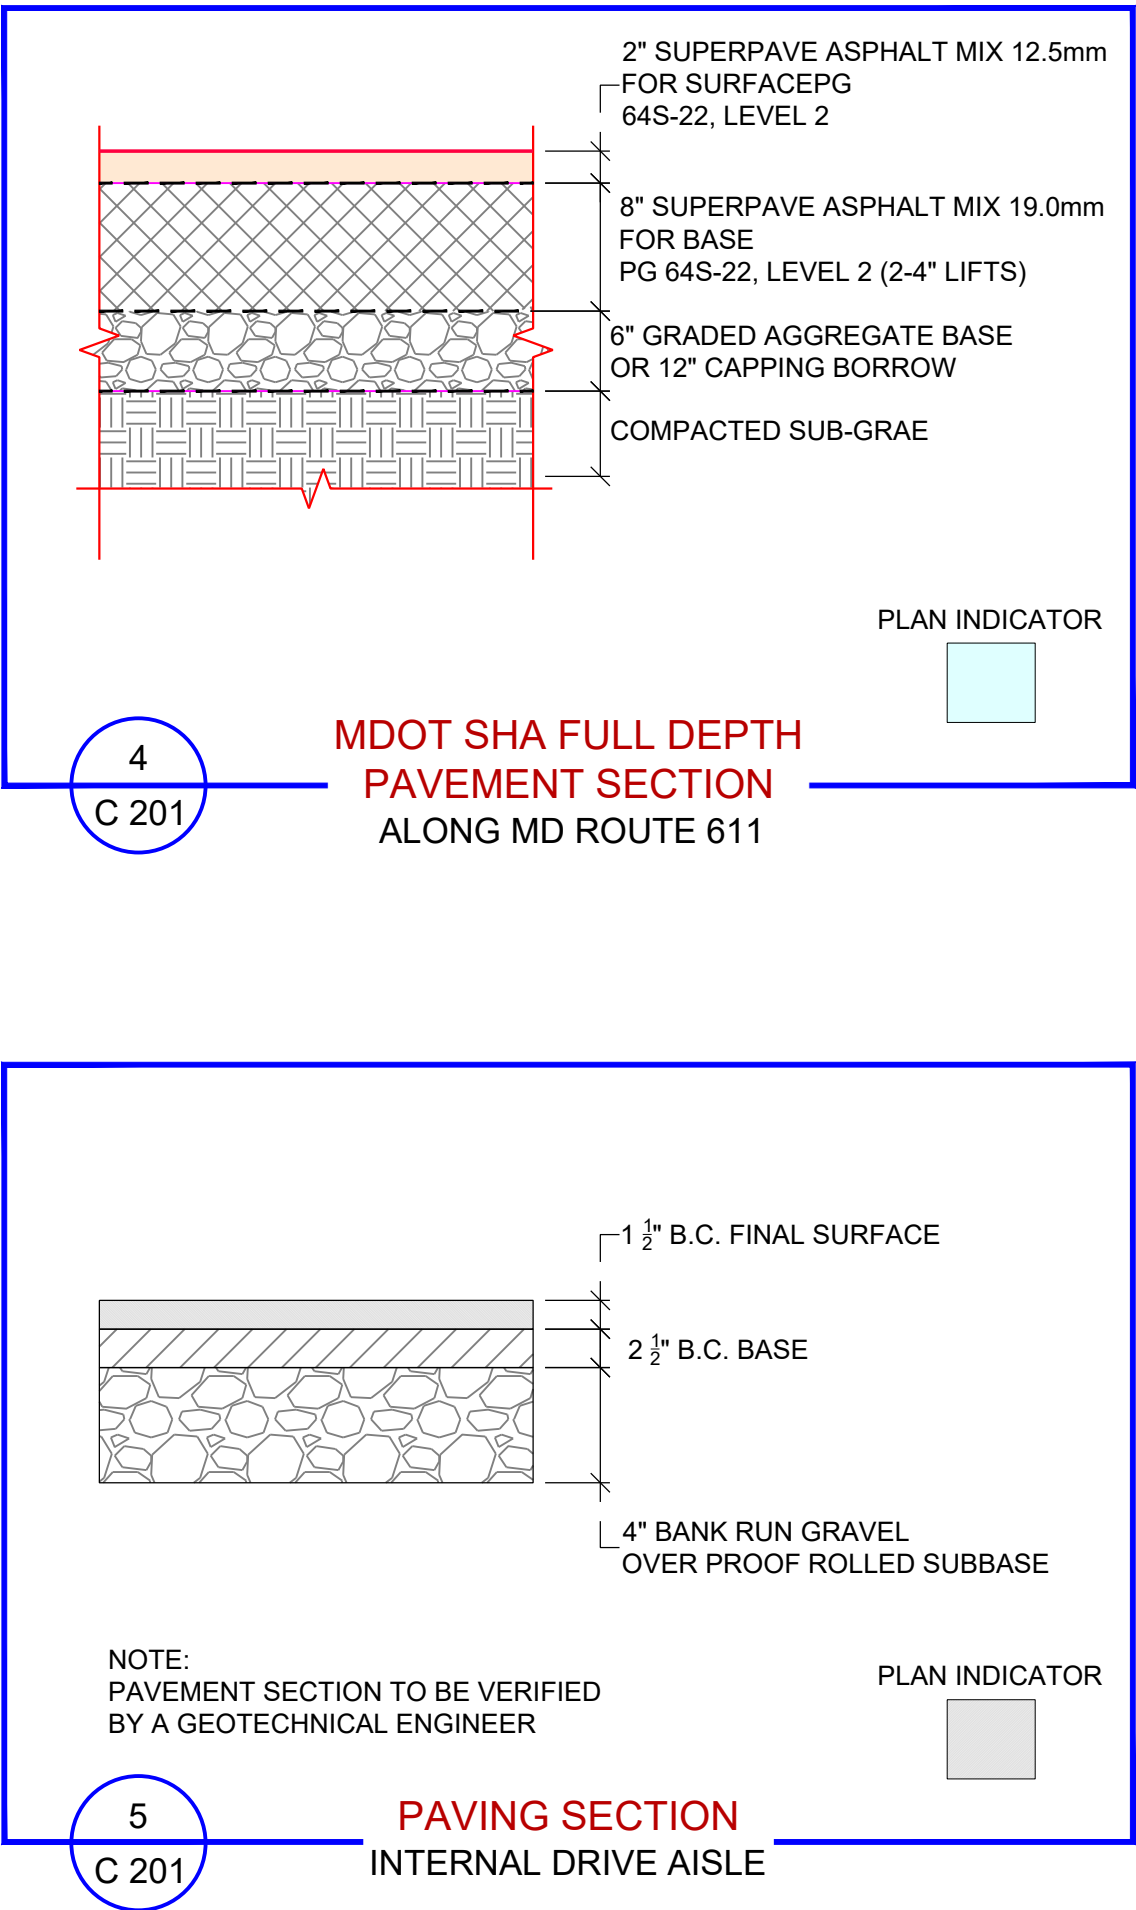 2" SUPERPAVE ASPHALT MIX 12.5mm
FOR SURFACEPG
64S-22, LEVEL 2
8" SUPERPAVE ASPHALT MIX 19.0mm
FOR BASE
PG 64S-22, LEVEL 2 (2-4" LIFTS)
6" GRADED AGGREGATE BASE
OR 12" CAPPING BORROW
COMPACTED SUB-GRAE
PLAN INDICATOR
4
C 201
MDOT SHA FULL DEPTH
PAVEMENT SECTION
ALONG MD ROUTE 611
1 1/2" B.C. FINAL SURFACE
2 1/2" B.C. BASE
4" BANK RUN GRAVEL
OVER PROOF ROLLED SUBBASE
NOTE:
PAVEMENT SECTION TO BE VERIFIED
BY A GEOTECHNICAL ENGINEER
PLAN INDICATOR
5
C 201
PAVING SECTION
INTERNAL DRIVE AISLE